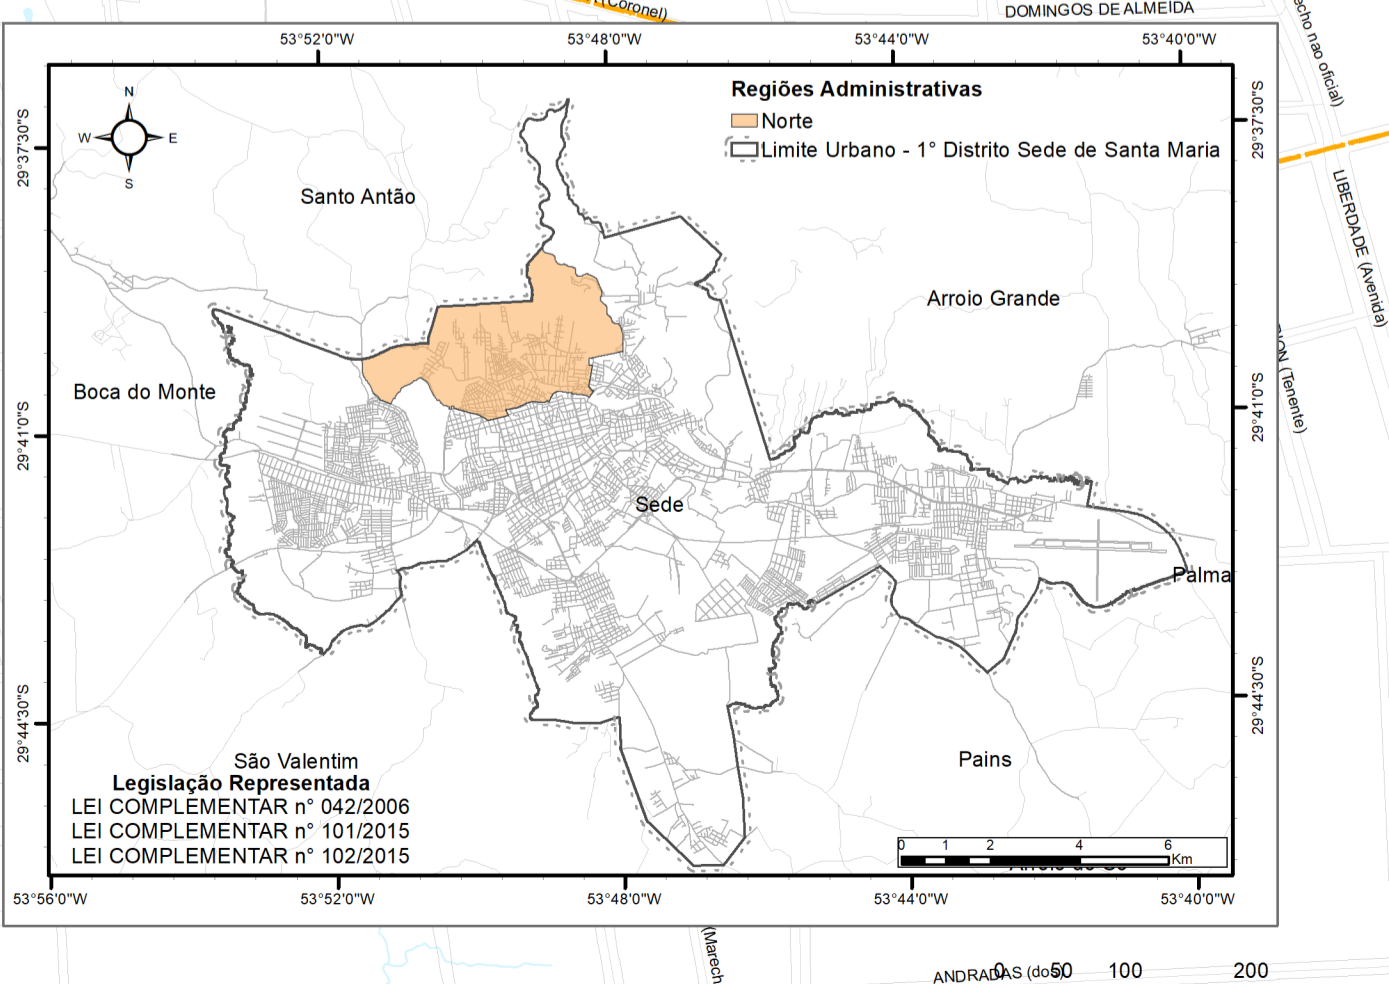 (Coronel)
DOMINGOS DE ALMEIDA
echo nao oficial)
53°52'0"W
53°48'0"W
53°44'0"W
53°40'0"W
Regiões Administrativas
Norte
Limite Urbano - 1° Distrito Sede de Santa Maria
N
W
E
S
29°37'30"S
29°37'30"S
LIBERDADE (Avenida)
Santo Antão
Arroio Grande
(Tenente)
Boca do Monte
29°41'0"S
29°41'0"S
Sede
Palma
29°44'30"S
29°44'30"S
São Valentim
Pains
Legislação Representada
LEI COMPLEMENTAR n° 042/2006
LEI COMPLEMENTAR n° 101/2015
LEI COMPLEMENTAR n° 102/2015
0 1 2 4 6
Km
53°56'0"W
53°52'0"W
53°48'0"W
53°44'0"W
53°40'0"W
(Marech
ANDRADAS (dos)
0 50 100 200